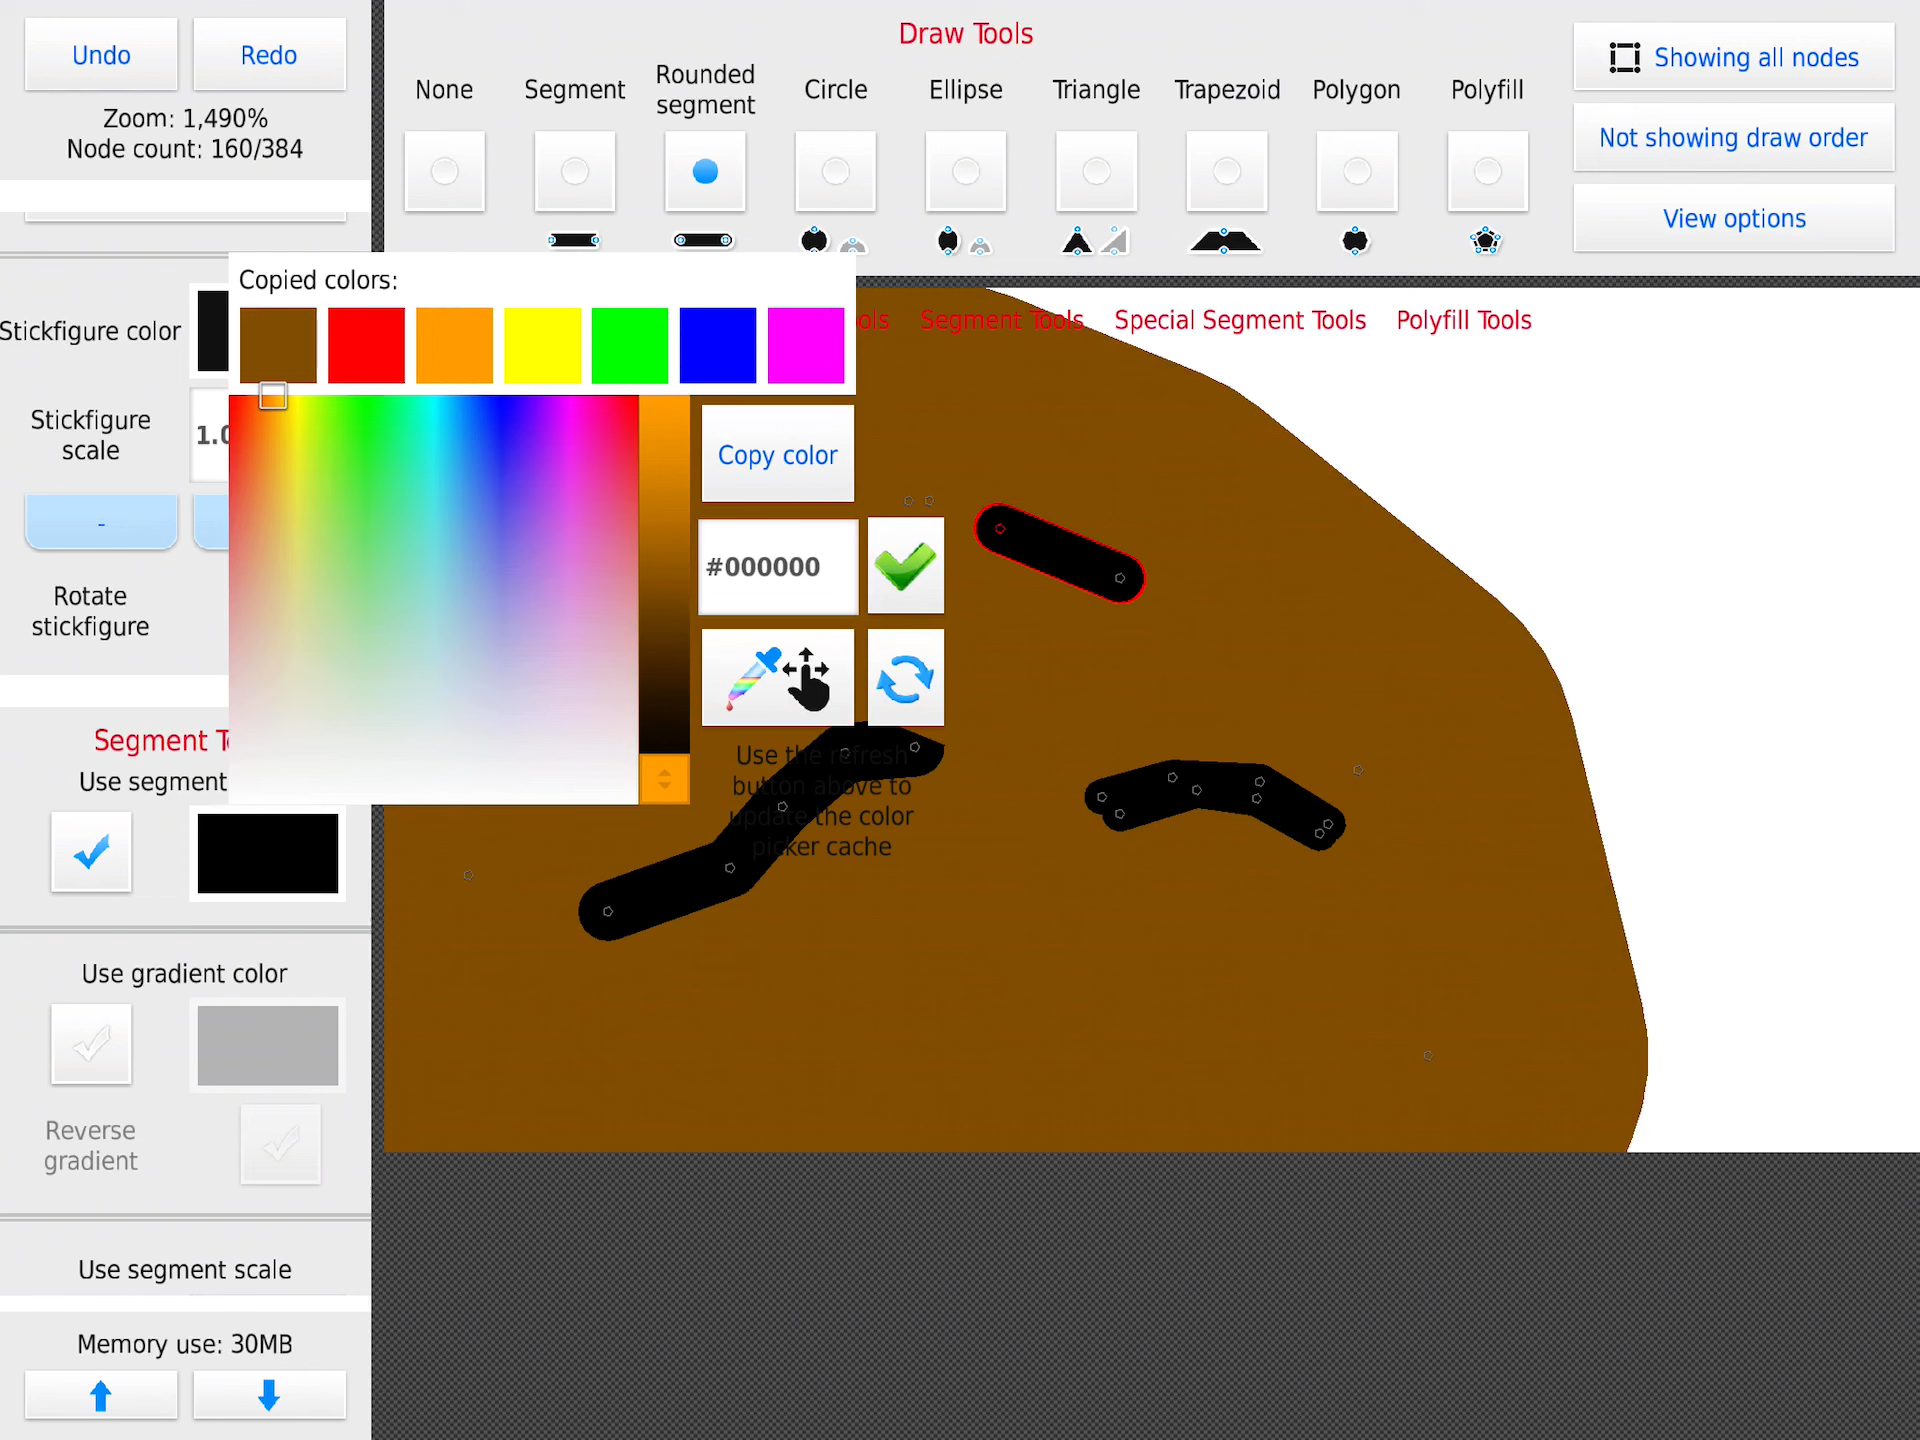 Undo
Redo
Zoom: 1,490%
Node count: 160/384
Draw Tools
None
Segment
Rounded
segment
Circle
Ellipse
Triangle
Trapezoid
Polygon
Polyfill
Showing all nodes
Not showing draw order
View options
Copied colors:
Segment Tools
Special Segment Tools
Polyfill Tools
Stickfigure color
Stickfigure
scale
1.0
-
Rotate
stickfigure
Copy color
#000000
Use the refresh
button above to
update the color
picker cache
Segment T
Use segment
Use gradient color
Reverse
gradient
Use segment scale
Memory use: 30MB